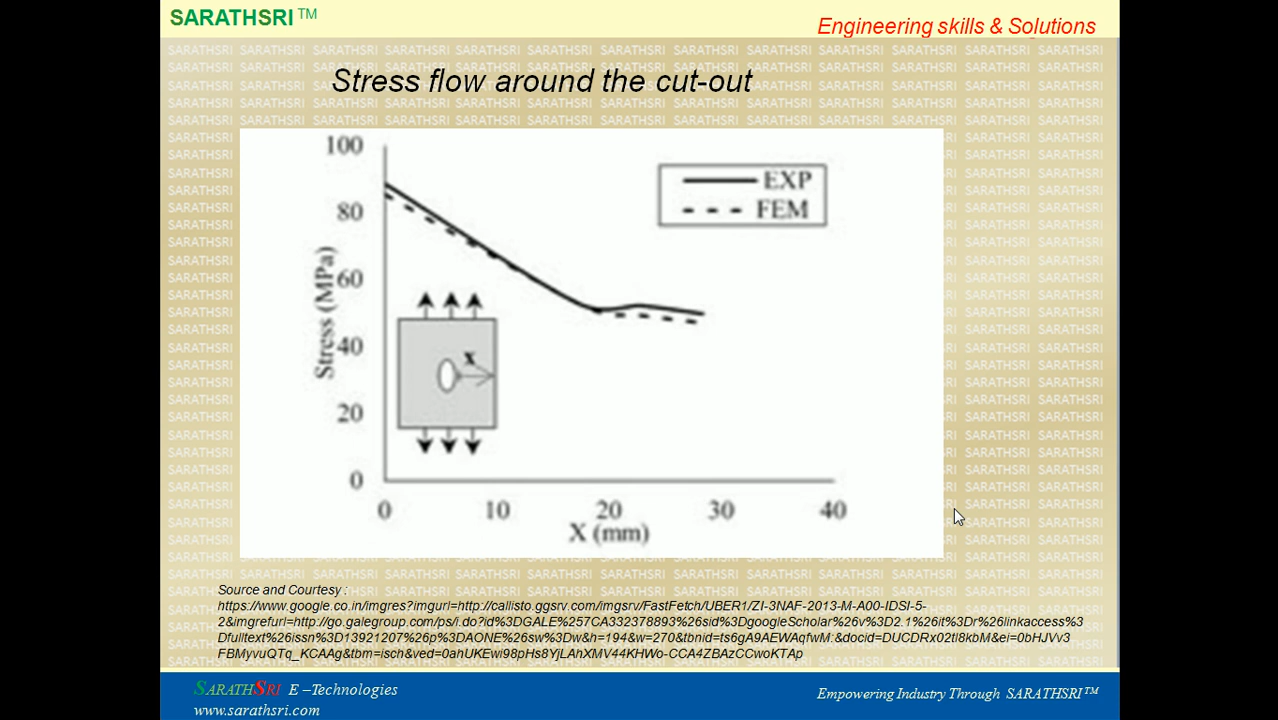 SARATHSRI™
Engineering skills & Solutions
Stress flow around the cut-out
100
80
60
40
20
0
Stress (MPa)
EXP
FEM
x
0 10 20 30 40
X (mm)
Source and Courtesy :
https://www.google.co.in/imgres?imgurl=http://callisto.ggsrv.com/imgsrv/FastFetch/UBER1/ZI-3NAF-2013-M-A00-IDSI-5-
2&imgrefurl=http://go.galegroup.com/ps/i.do?id%3DGALE%257CA332378893%26sid%3DgoogleScholar%26v%3D2.1%26it%3Dr%26linkaccess%3
Dfulltext%26issn%3D13921207%26p%3DAONE%26sw%3Dw&h=194&w=270&tbnid=ts6gA9AEWAqfwM:&docid=DUCDRx02tI8kbM&ei=0bHJVv3
FBMyvuQTq_KCAAg&tbm=isch&ved=0ahUKEwi98pHs8YjLAhXMV44KHWo-CCA4ZBAzCCwoKTAp
SARATHSRI E –Technologies
www.sarathsri.com
Empowering Industry Through SARATHSRI™